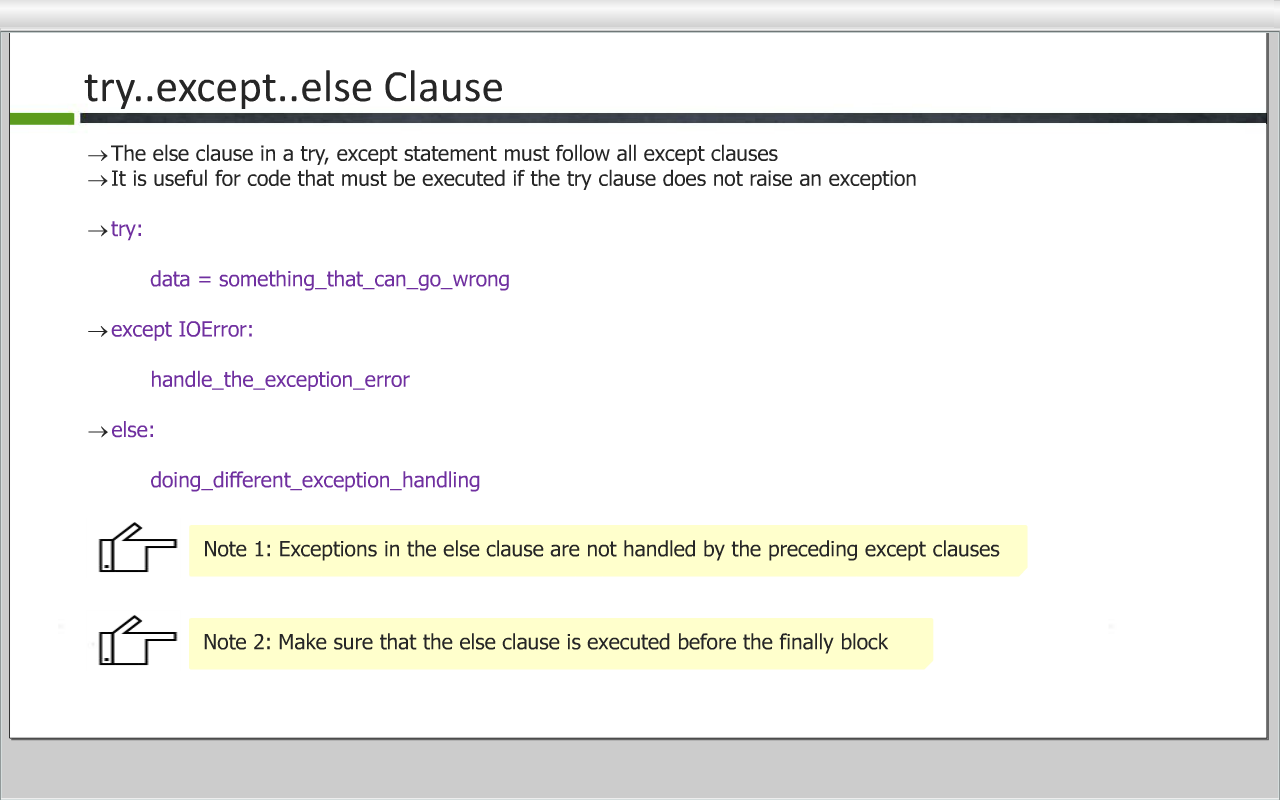 try..except..else Clause
→The else clause in a try, except statement must follow all except clauses
→It is useful for code that must be executed if the try clause does not raise an exception
→try:
data = something_that_can_go_wrong
→except IOError:
handle_the_exception_error
→else:
doing_different_exception_handling
Note 1: Exceptions in the else clause are not handled by the preceding except clauses
Note 2: Make sure that the else clause is executed before the finally block